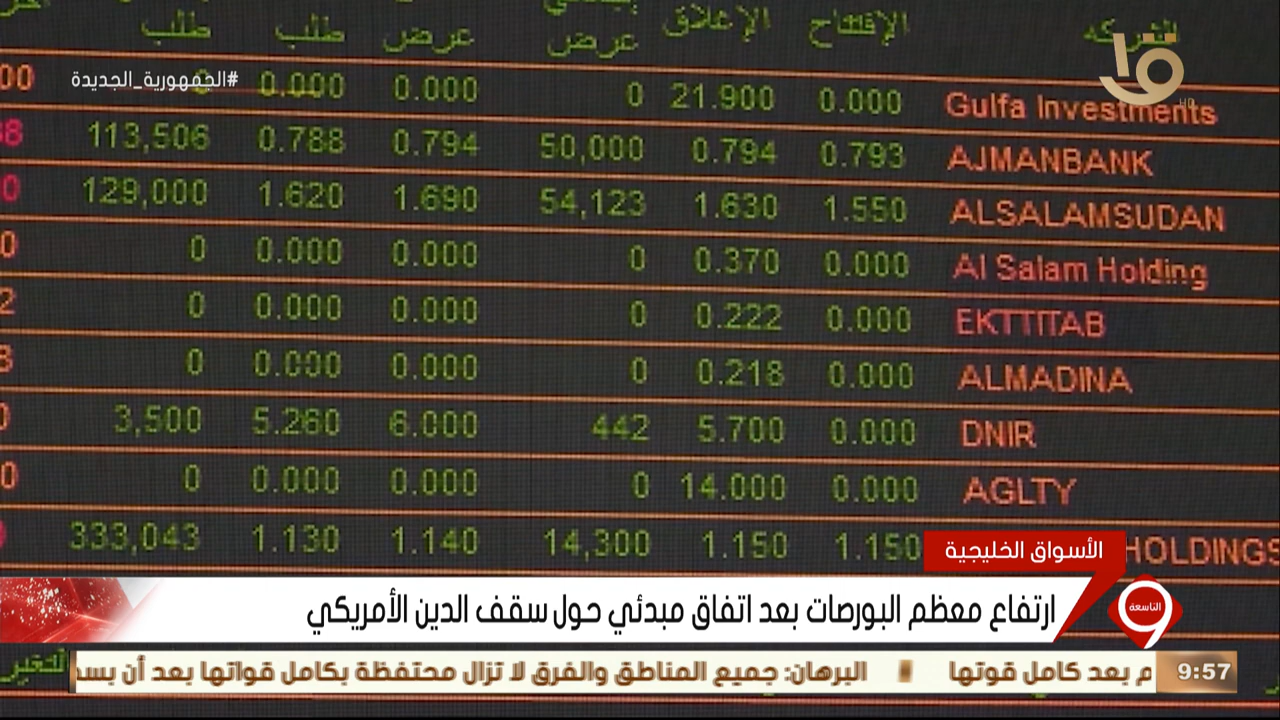 الشركة الإفتتاح الإغلاق عرض عرض طلب طلب
#الجمهورية_الجديدة
HD
Gulfa Investments 0.000 21.900 0 0.000 0.000 0
AJMANBANK 0.793 0.794 50,000 0.794 0.788 113,506
ALSALAMSUDAN 1.550 1.630 54,123 1.690 1.620 129,000
Al Salam Holding 0.000 0.370 0 0.000 0.000 0
EKTTITAB 0.000 0.222 0 0.000 0.000 0
ALMADINA 0.000 0.218 0 0.000 0.000 0
DNIR 0.000 5.700 442 6.000 5.260 3,500
AGLTY 0.000 14.000 0 0.000 0.000 0
HOLDINGS 1.150 1.150 14,300 1.140 1.130 333,043
الأسواق الخليجية
التاسعة
9
ارتفاع معظم البورصات بعد اتفاق مبدئي حول سقف الدين الأمريكي
9:57
م بعد كامل قوتها
البرهان: جميع المناطق والفرق لا تزال محتفظة بكامل قواتها بعد أن بسد